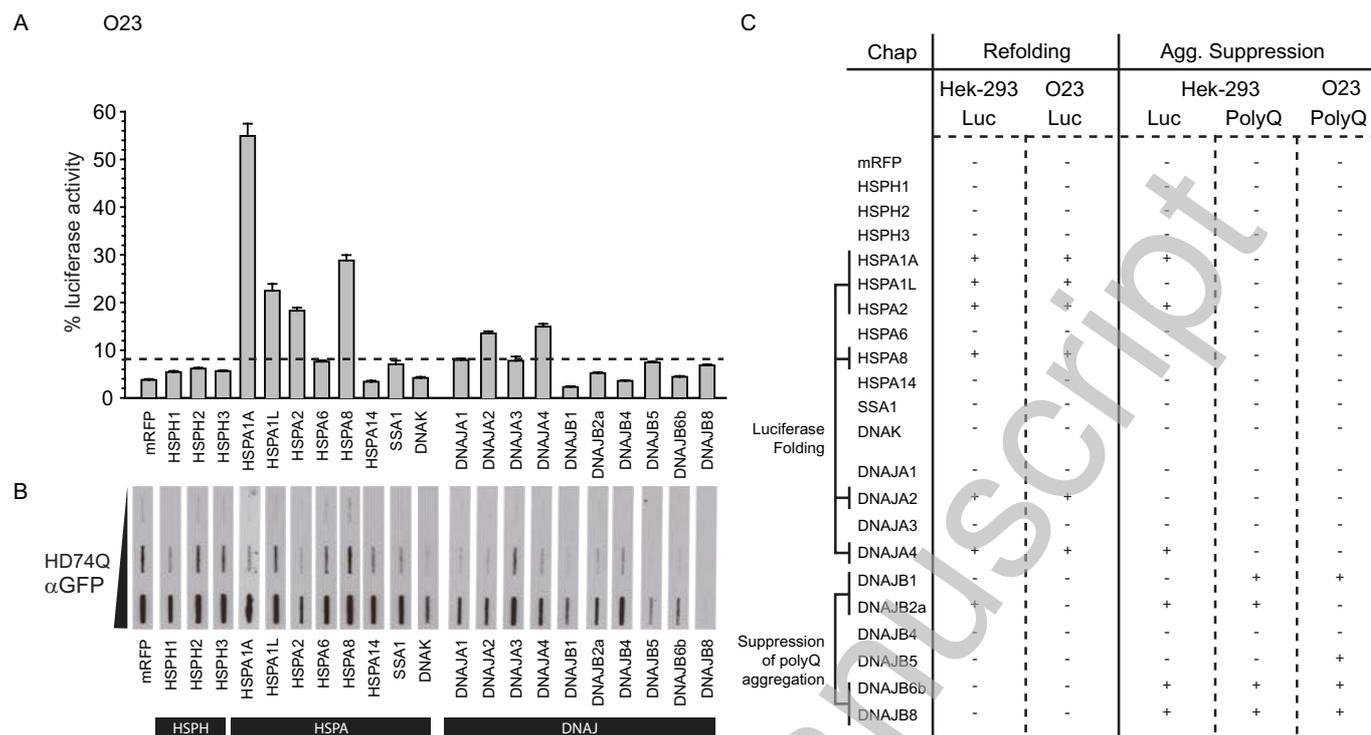 A O23
% luciferase activity
60
50
40
30
20
10
0
mRFP HSPH1 HSPH2 HSPH3 HSPA1A HSPA1L HSPA2 HSPA6 HSPA8 HSPA14 SSA1 DNAK DNAJA1 DNAJA2 DNAJA3 DNAJA4 DNAJB1 DNAJB2a DNAJB4 DNAJB5 DNAJB6b DNAJB8
B
HD74Q
αGFP
mRFP HSPH1 HSPH2 HSPH3 HSPA1A HSPA1L HSPA2 HSPA6 HSPA8 HSPA14 SSA1 DNAK DNAJA1 DNAJA2 DNAJA3 DNAJA4 DNAJB1 DNAJB2a DNAJB4 DNAJB5 DNAJB6b DNAJB8
HSPH HSPA DNAJ
C
Chap Refolding Agg. Suppression
Hek-293 O23 Hek-293 O23
Luc Luc Luc PolyQ PolyQ
mRFP - - - - -
HSPH1 - - - - -
HSPH2 - - - - -
HSPH3 - - - - -
HSPA1A + + + - -
HSPA1L + + - - -
HSPA2 + + + - -
HSPA6 - - - - -
HSPA8 + + - - -
HSPA14 - - - - -
SSA1 - - - - -
DNAK - - - - -
Luciferase
Folding
DNAJA1 - - - - -
DNAJA2 + + - - -
DNAJA3 - - - - -
DNAJA4 + + + - -
DNAJB1 - - - + +
DNAJB2a + - + + -
DNAJB4 - - - - -
DNAJB5 - - - - +
DNAJB6b - - + + +
DNAJB8 - - + + +
Suppression
of polyQ
aggregation
nuscript